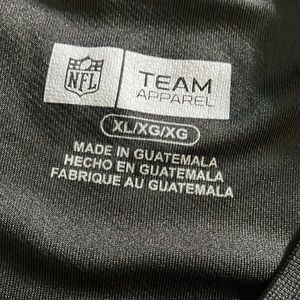 NFL
TEAM
APPAREL
XL/XG/XG
MADE IN GUATEMALA
HECHO EN GUATEMALA
FABRIQUE AU GUATEMALA